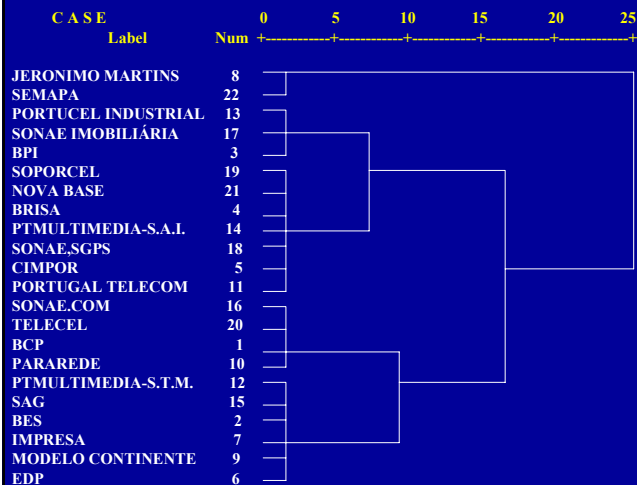 C A S E 0 5 10 15 20 25
Label Num +-----------+-----------+-----------+-----------+-----------+
JERONIMO MARTINS 8
SEMAPA 22
PORTUCEL INDUSTRIAL 13
SONAE IMOBILIÁRIA 17
BPI 3
SOPORCEL 19
NOVA BASE 21
BRISA 4
PTMULTIMEDIA-S.A.I. 14
SONAE,SGPS 18
CIMPOR 5
PORTUGAL TELECOM 11
SONAE.COM 16
TELECEL 20
BCP 1
PARAREDE 10
PTMULTIMEDIA-S.T.M. 12
SAG 15
BES 2
IMPRESA 7
MODELO CONTINENTE 9
EDP 6